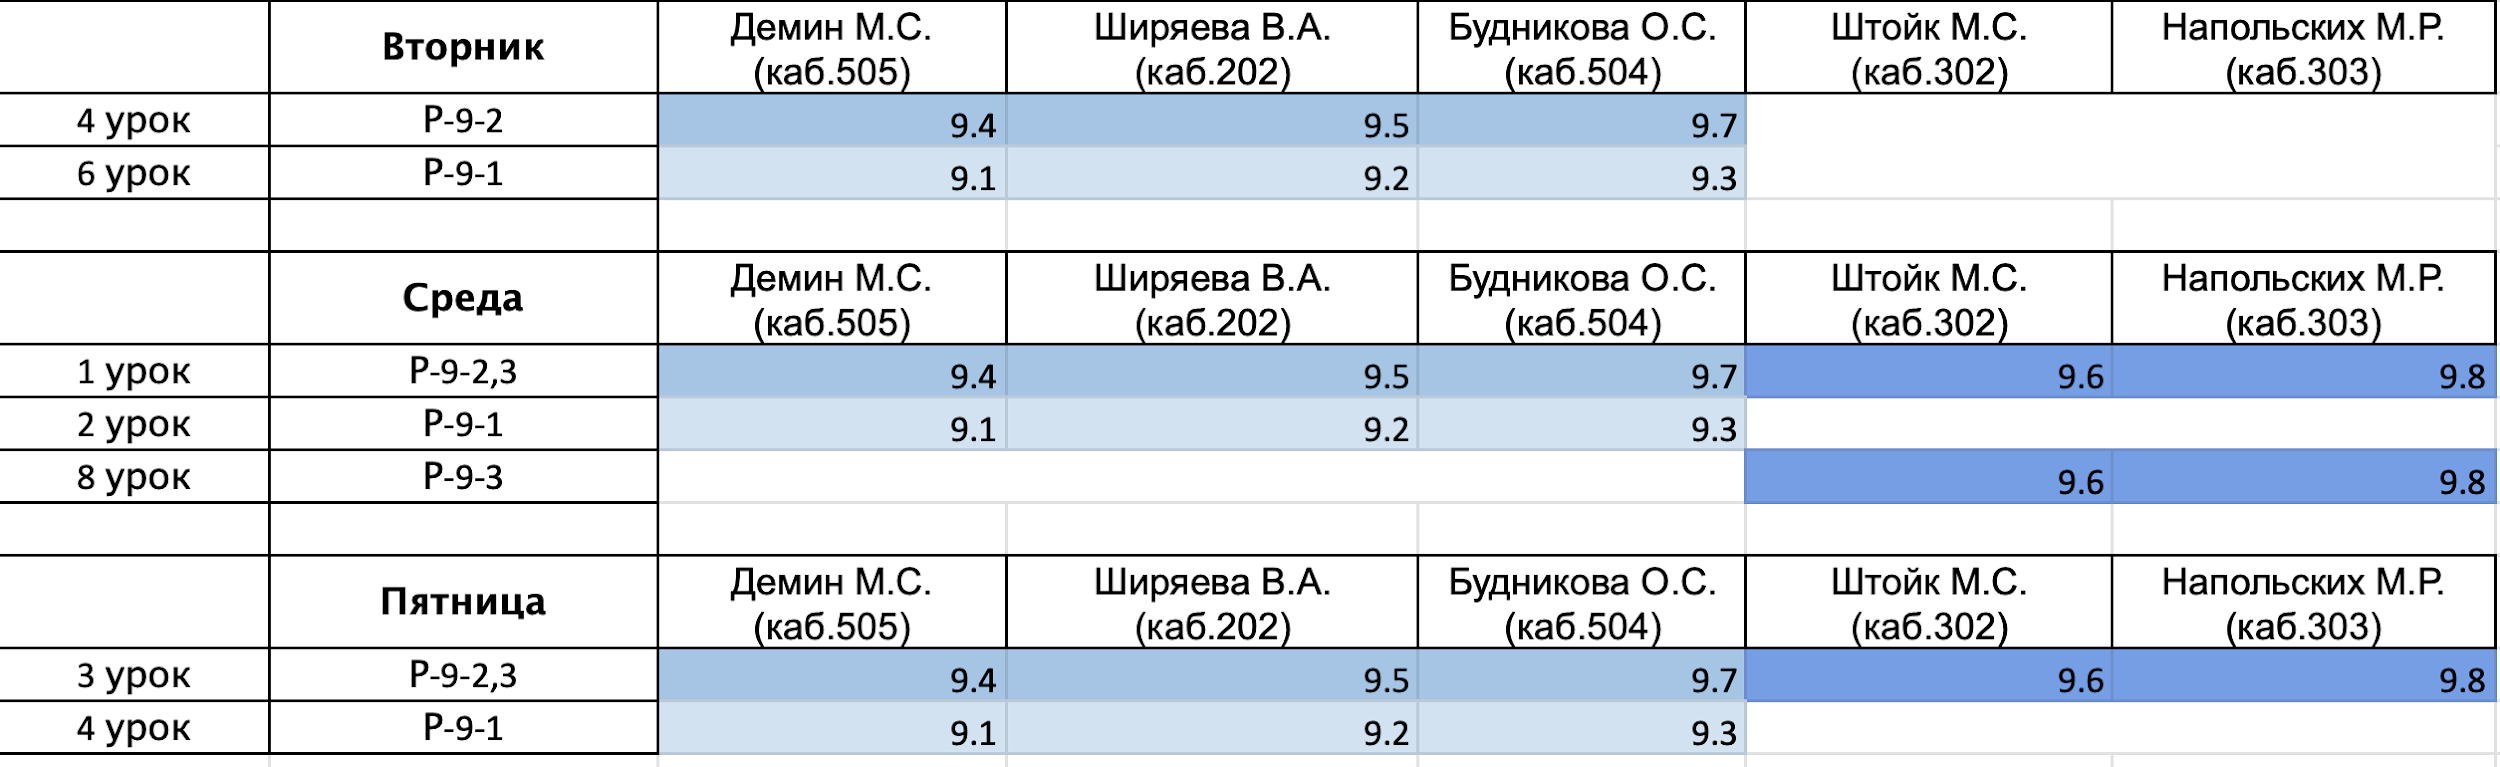 Вторник Демин М.С. (каб.505) Ширяева В.А. (каб.202) Будникова О.С. (каб.504) Штойк М.С. (каб.302) Напольских М.Р. (каб.303)
4 урок Р-9-2 9.4 9.5 9.7
6 урок Р-9-1 9.1 9.2 9.3
Среда Демин М.С. (каб.505) Ширяева В.А. (каб.202) Будникова О.С. (каб.504) Штойк М.С. (каб.302) Напольских М.Р. (каб.303)
1 урок Р-9-2,3 9.4 9.5 9.7 9.6 9.8
2 урок Р-9-1 9.1 9.2 9.3
8 урок Р-9-3 9.6 9.8
Пятница Демин М.С. (каб.505) Ширяева В.А. (каб.202) Будникова О.С. (каб.504) Штойк М.С. (каб.302) Напольских М.Р. (каб.303)
3 урок Р-9-2,3 9.4 9.5 9.7 9.6 9.8
4 урок Р-9-1 9.1 9.2 9.3